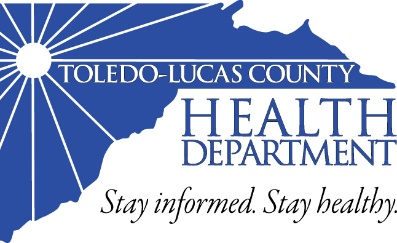 TOLEDO-LUCAS COUNTY
HEALTH
DEPARTMENT
Stay informed. Stay healthy.